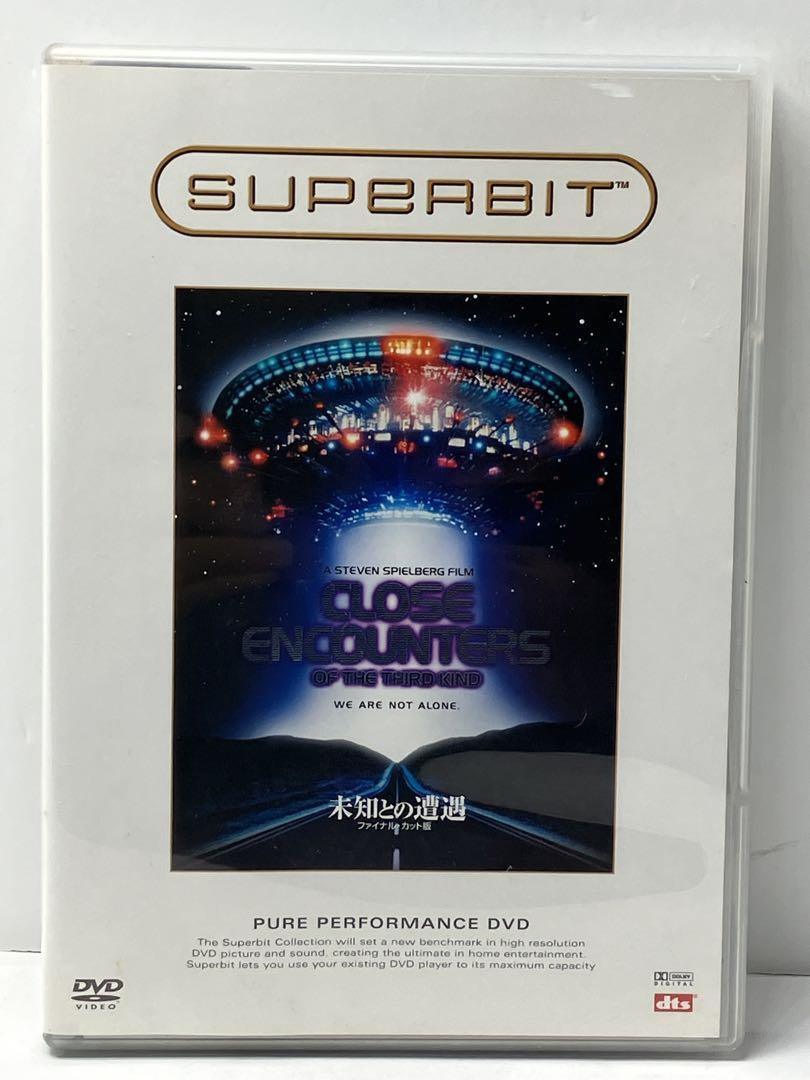 SUPERBIT™
A STEVEN SPIELBERG FILM
CLOSE
ENCOUNTERS
OF THE THIRD KIND
WE ARE NOT ALONE.
未知との遭遇
ファイナル・カット版
PURE PERFORMANCE DVD
The Superbit Collection will set a new benchmark in high resolution
DVD picture and sound, creating the ultimate in home entertainment.
Superbit lets you use your existing DVD player to its maximum capacity
DVD
VIDEO
DOLBY
DIGITAL
dts